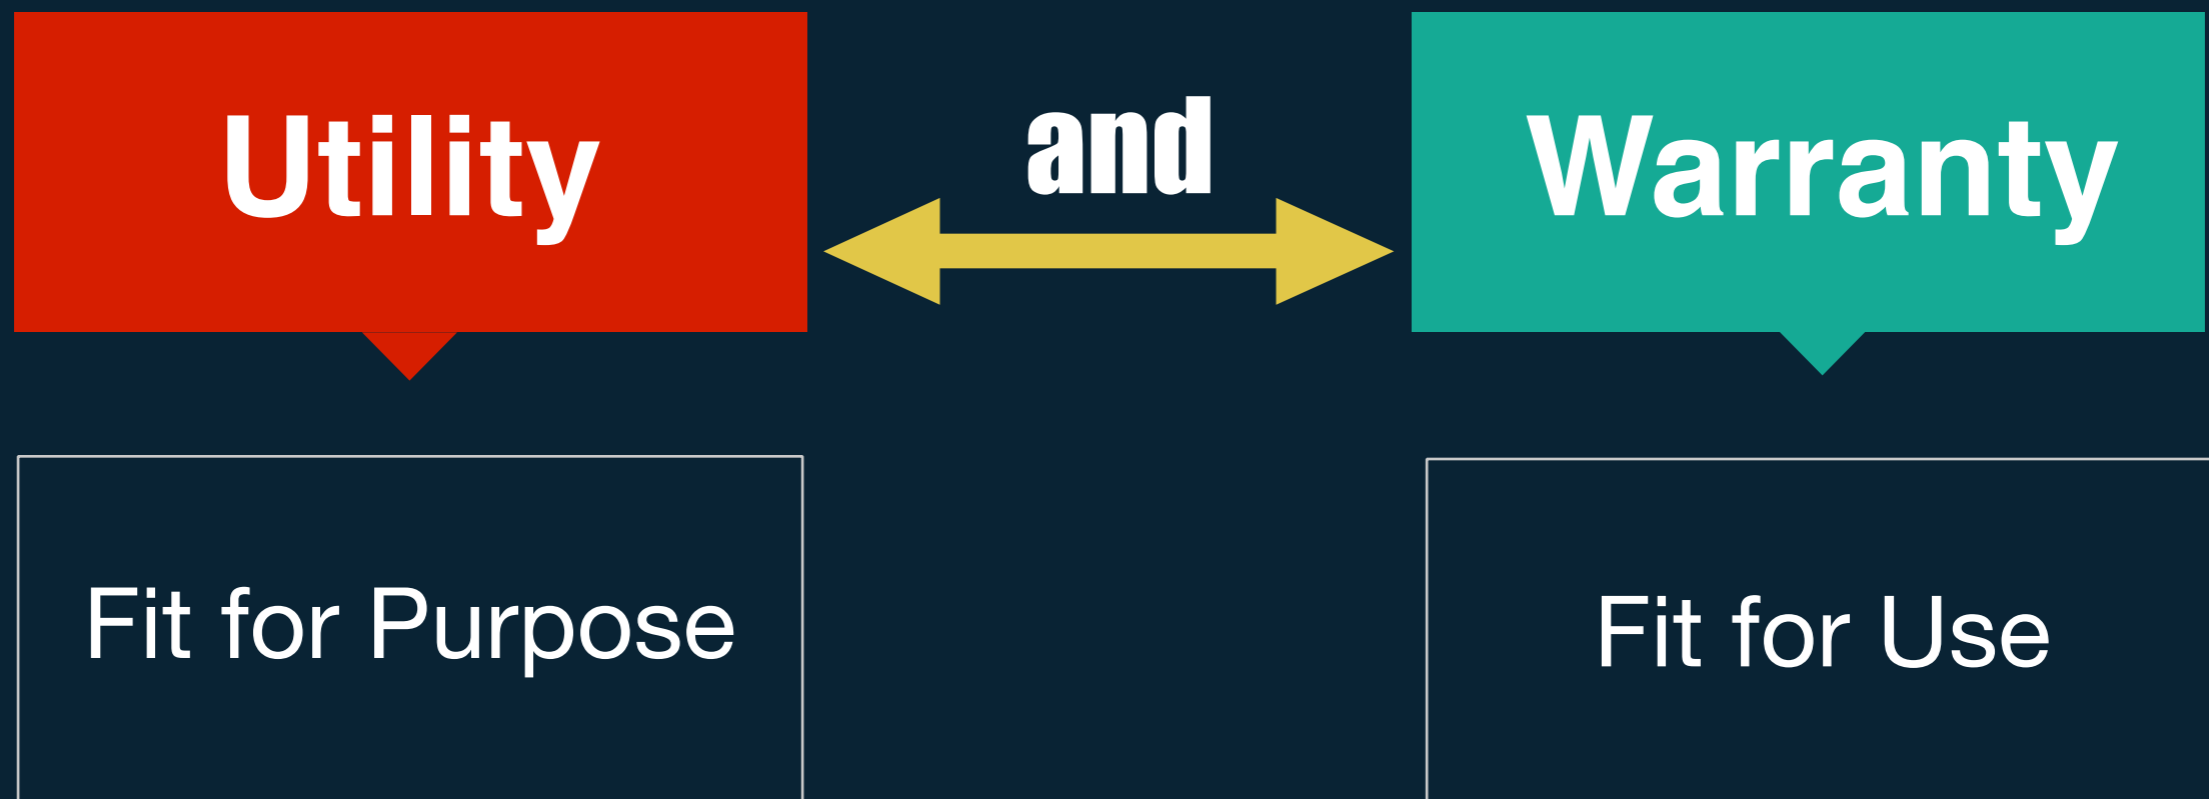 Utility
and
Warranty
Fit for Purpose
Fit for Use